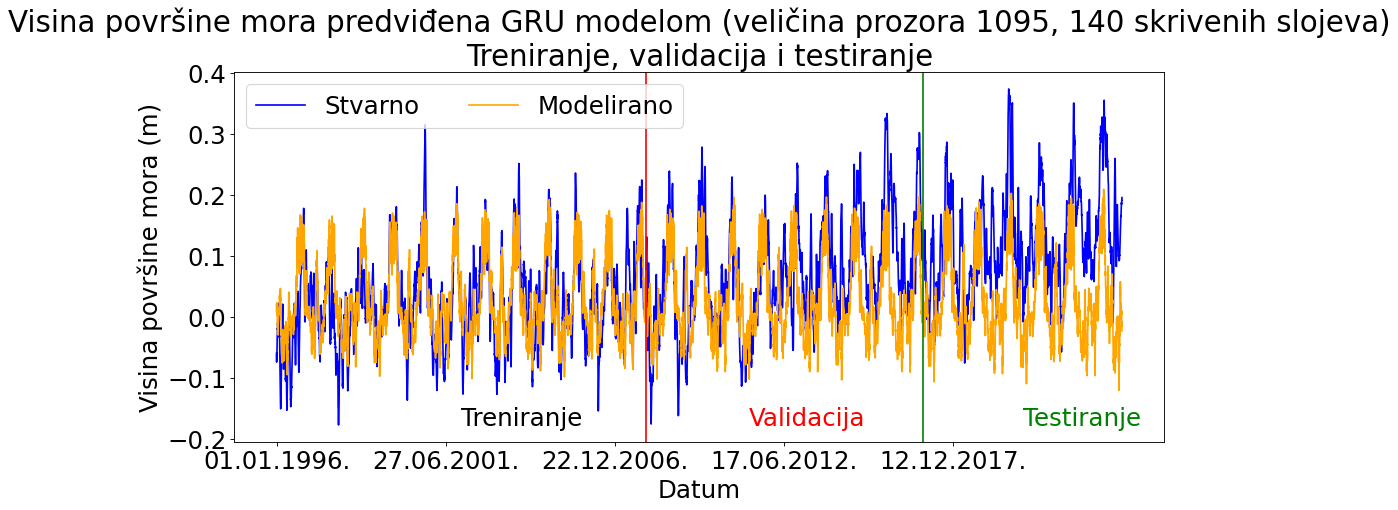 Visina površine mora predviđena GRU modelom (veličina prozora 1095, 140 skrivenih slojeva)
Treniranje, validacija i testiranje
Stvarno
Modelirano
Visina površine mora (m)
0.4
0.3
0.2
0.1
0.0
−0.1
−0.2
Treniranje
Validacija
Testiranje
01.01.1996.
27.06.2001.
22.12.2006.
17.06.2012.
12.12.2017.
Datum